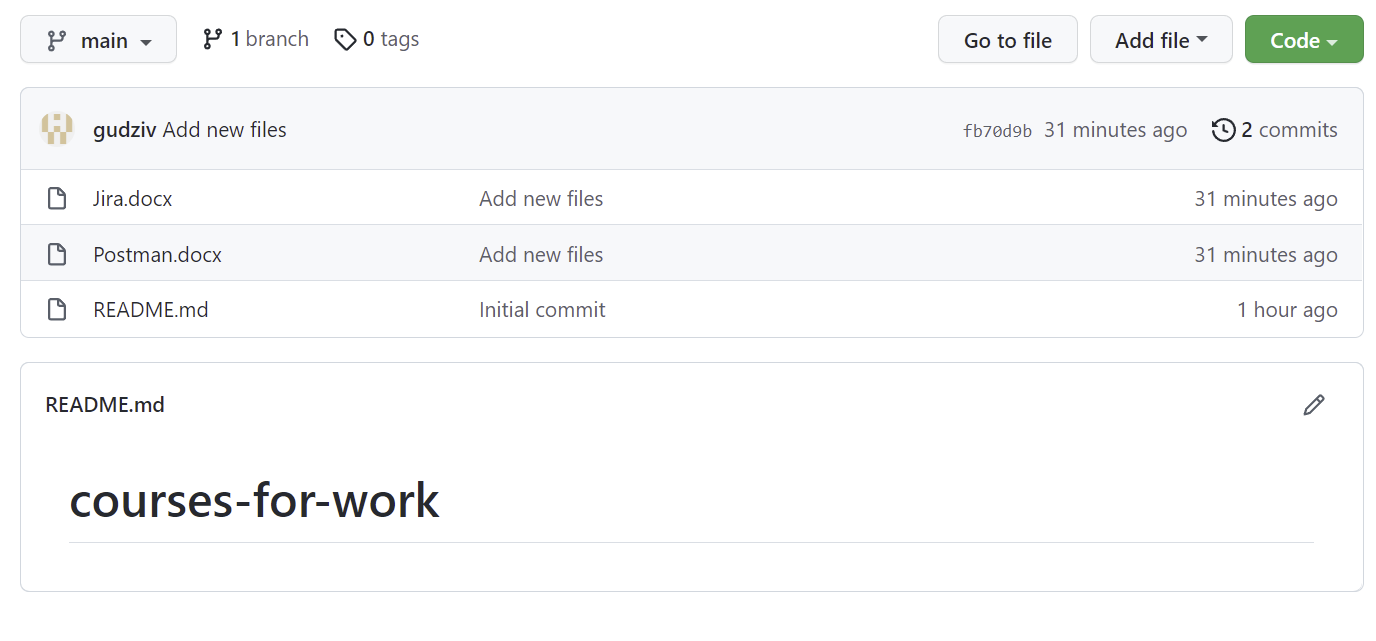 main 1 branch 0 tags Go to file Add file Code
gudziv Add new files fb70d9b 31 minutes ago 2 commits
Jira.docx Add new files 31 minutes ago
Postman.docx Add new files 31 minutes ago
README.md Initial commit 1 hour ago
README.md
courses-for-work